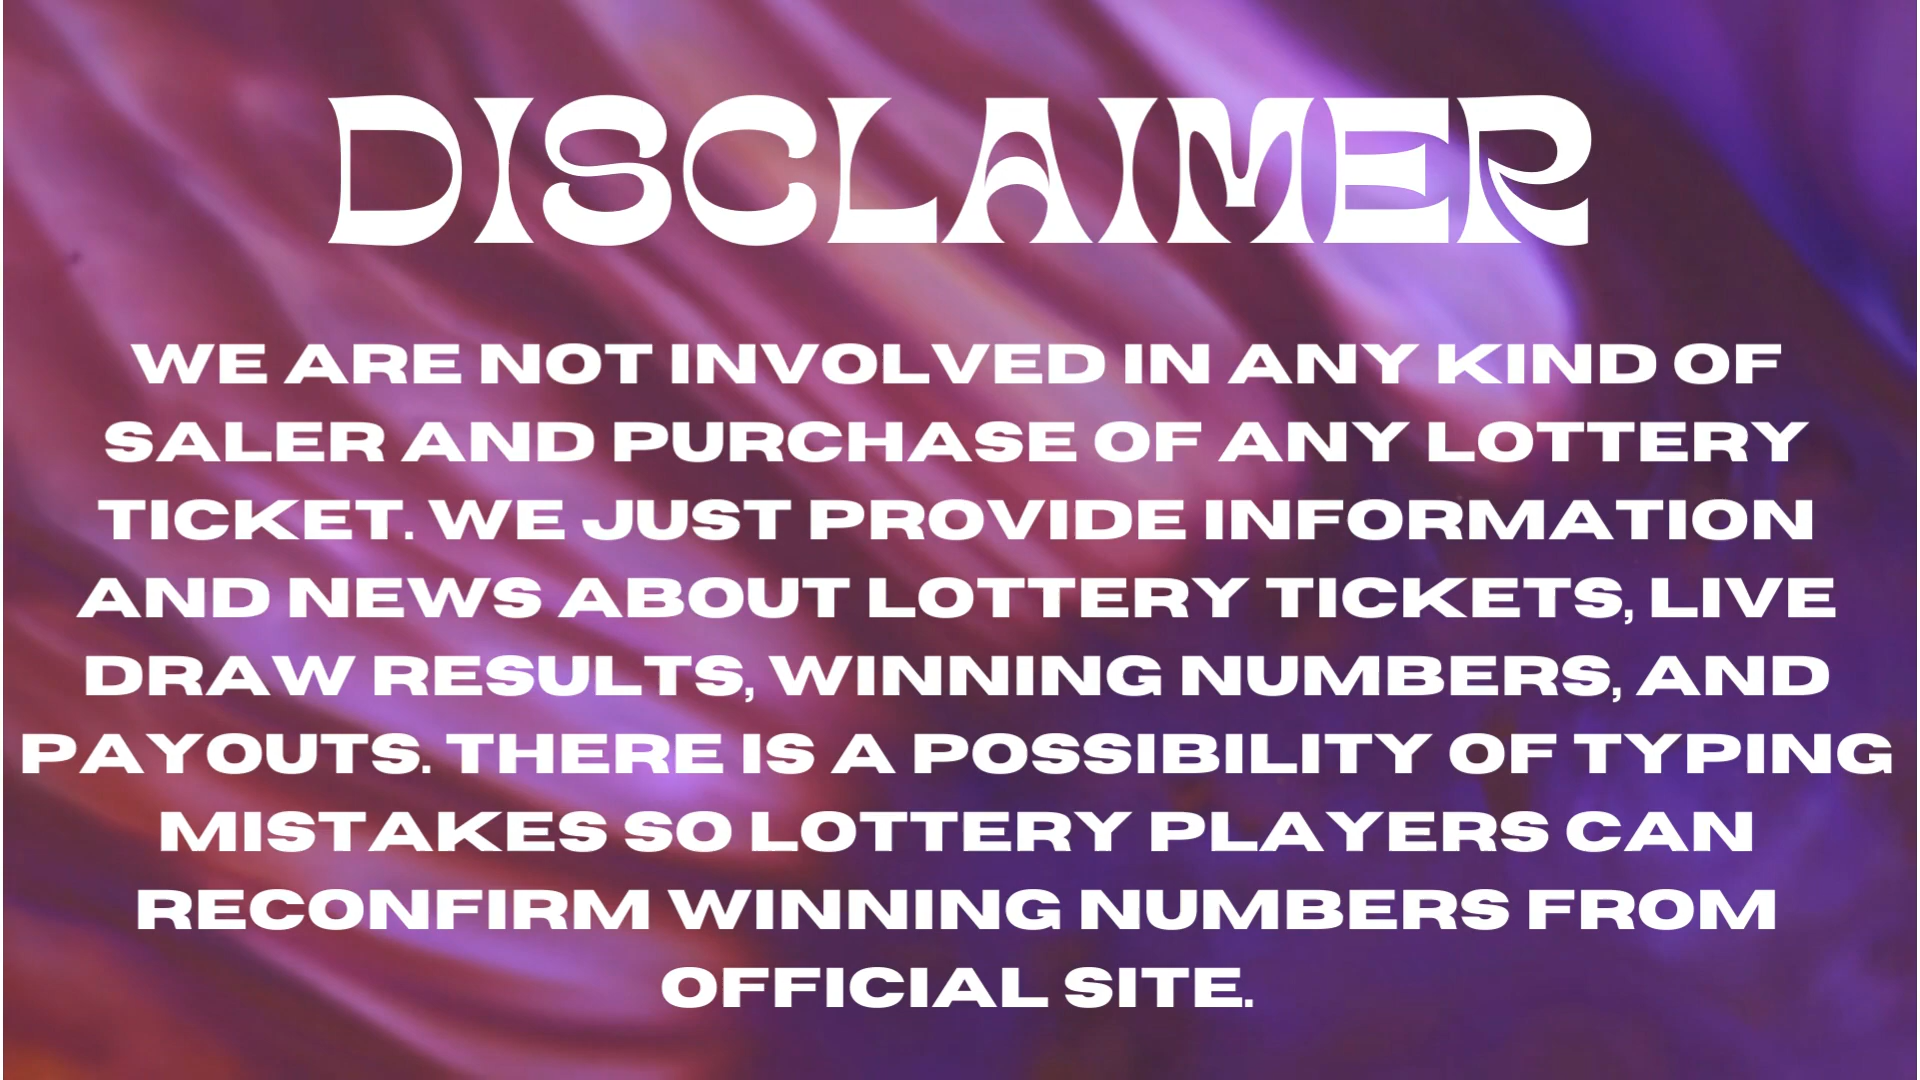 DISCLAIMER
WE ARE NOT INVOLVED IN ANY KIND OF
SALER AND PURCHASE OF ANY LOTTERY
TICKET. WE JUST PROVIDE INFORMATION
AND NEWS ABOUT LOTTERY TICKETS, LIVE
DRAW RESULTS, WINNING NUMBERS, AND
PAYOUTS. THERE IS A POSSIBILITY OF TYPING
MISTAKES SO LOTTERY PLAYERS CAN
RECONFIRM WINNING NUMBERS FROM
OFFICIAL SITE.